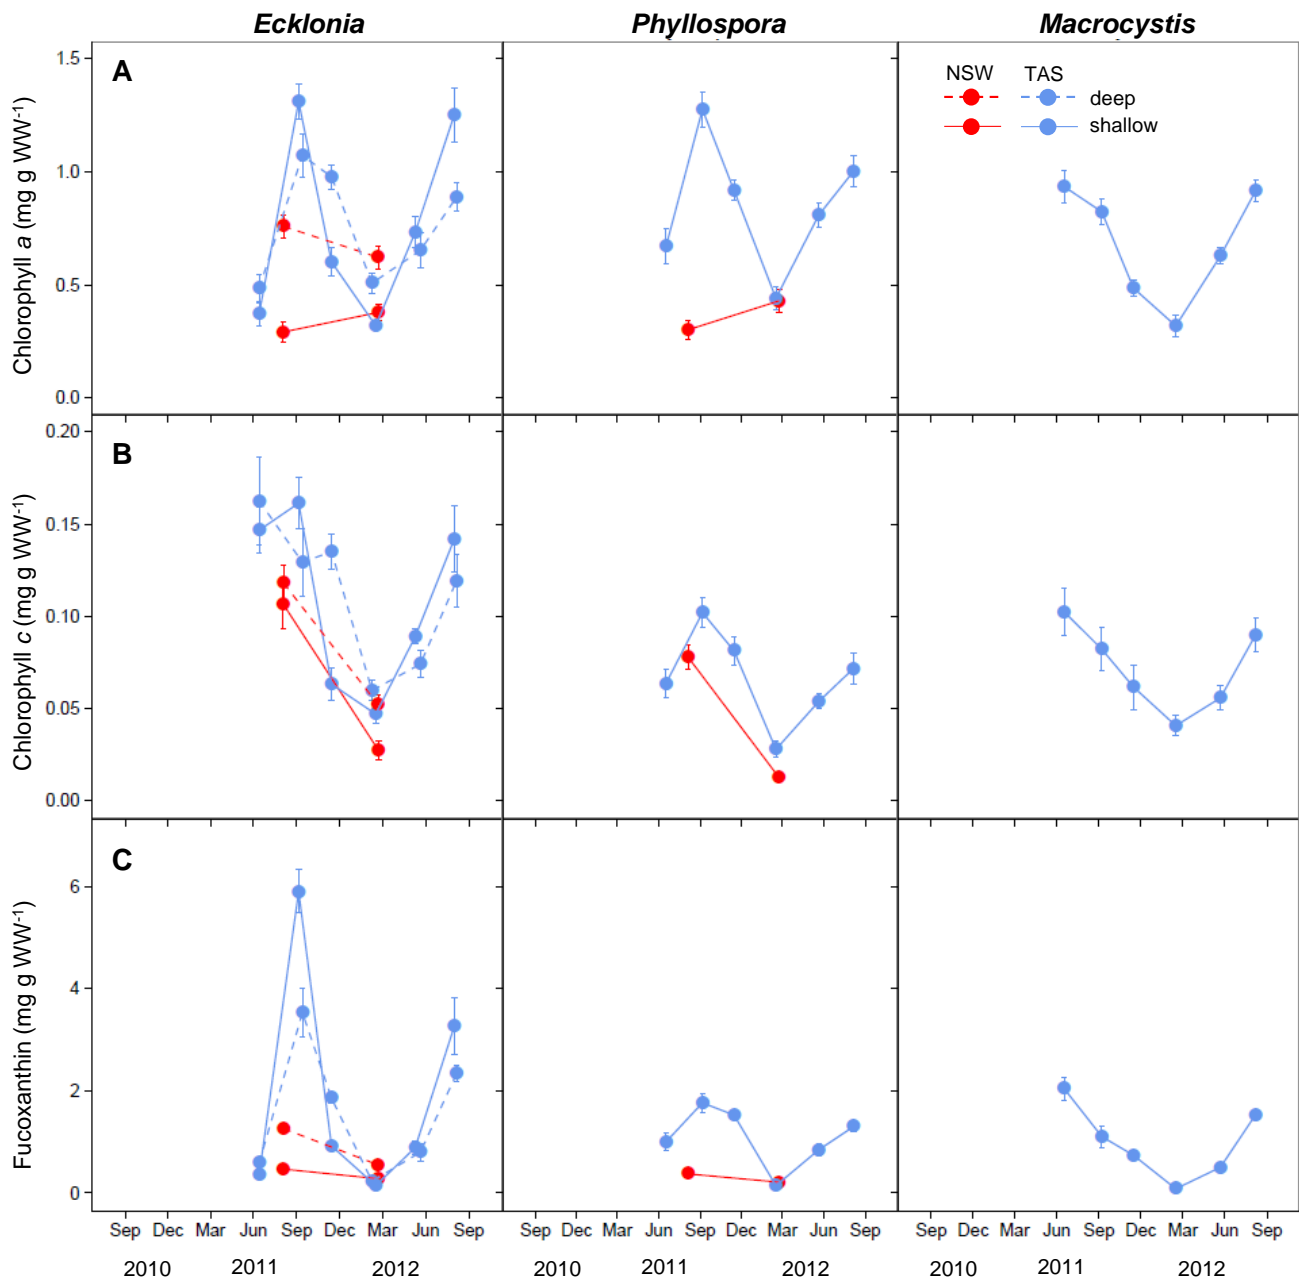 Ecklonia Phyllospora Macrocystis
A
NSW TAS
deep
shallow
Chlorophyll a (mg g WW-1)
1.5
1.0
0.5
0.0
B
Chlorophyll c (mg g WW-1)
0.20
0.15
0.10
0.05
0.00
C
Fucoxanthin (mg g WW-1)
6
4
2
0
Sep Dec Mar Jun Sep Dec Mar Jun Sep Sep Dec Mar Jun Sep Dec Mar Jun Sep Sep Dec Mar Jun Sep Dec Mar Jun Sep
2010 2011 2012 2010 2011 2012 2010 2011 2012